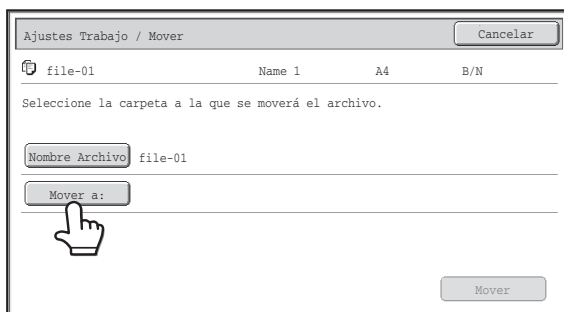 Ajustes Trabajo / Mover Cancelar
file-01 Name 1 A4 B/N
Seleccione la carpeta a la que se moverá el archivo.
Nombre Archivo file-01
Mover a:
Mover